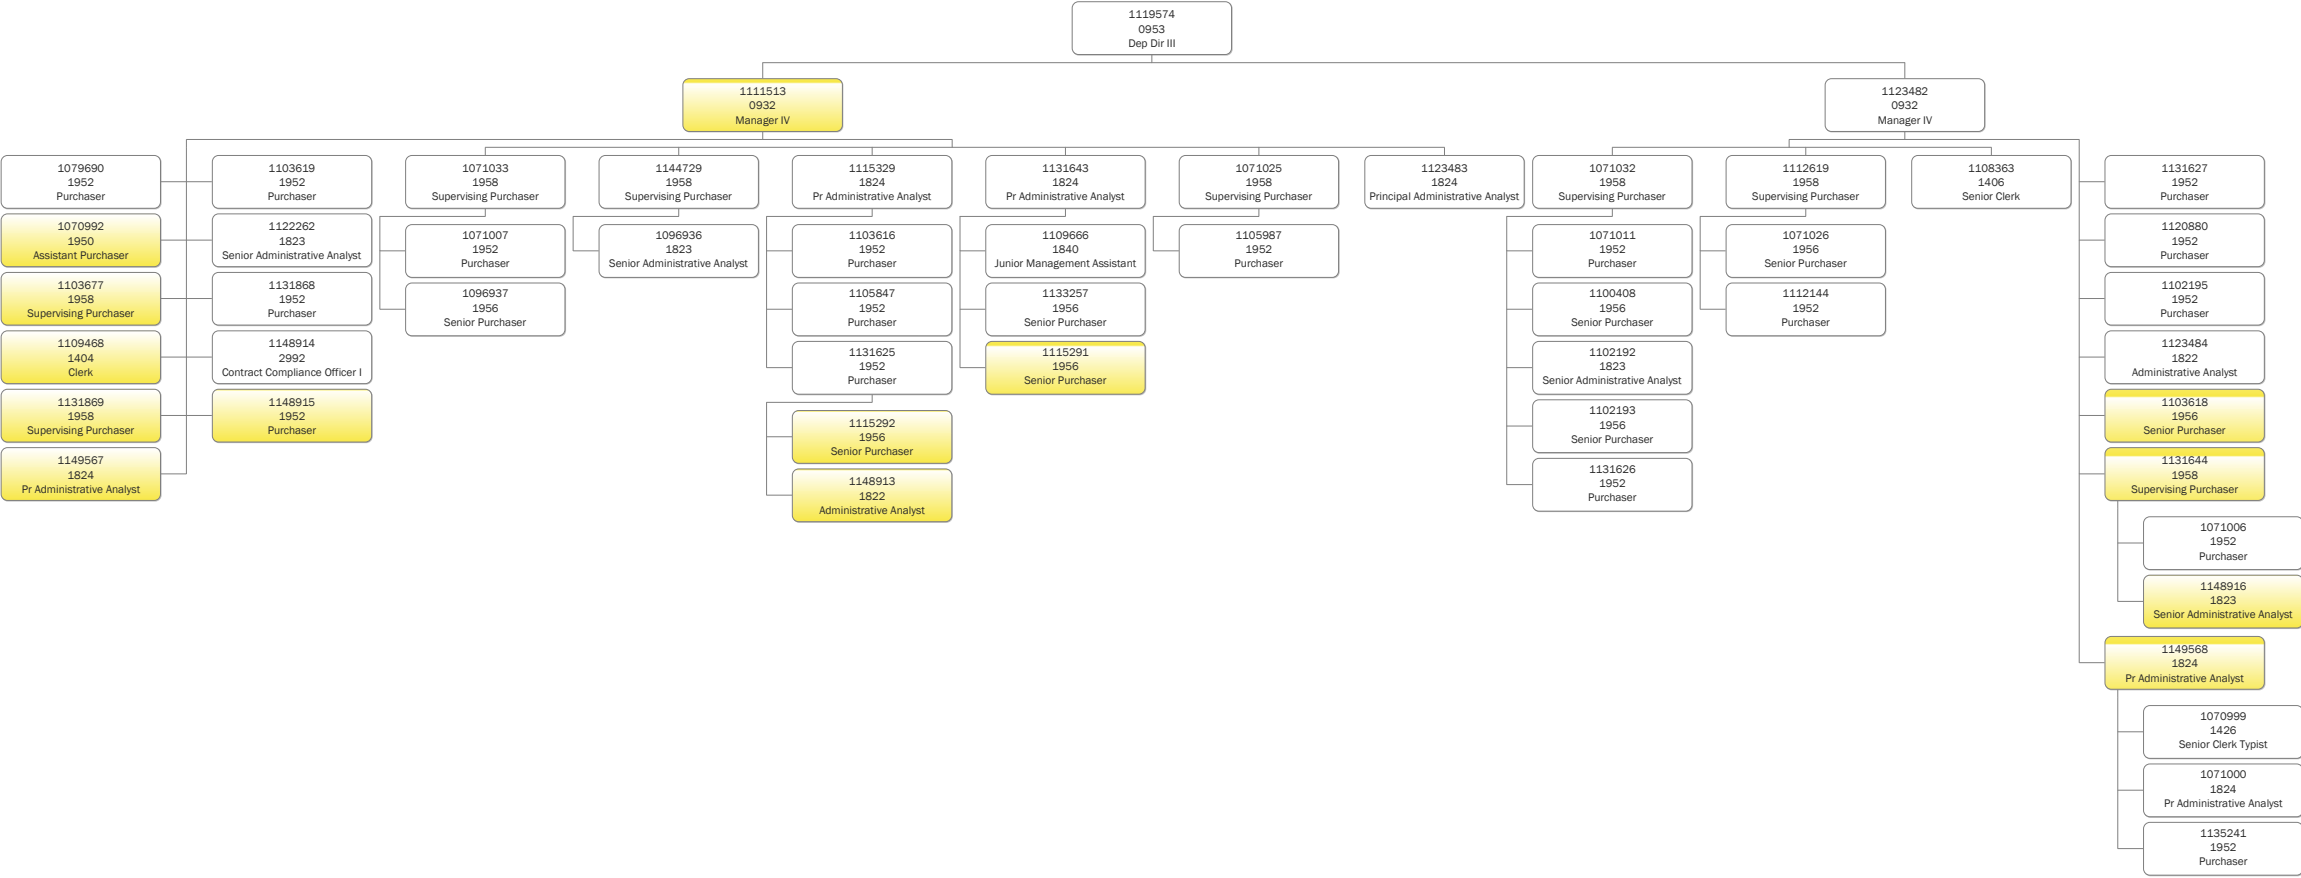 1119574
0953
Dep Dir III
1111513
0932
Manager IV
1123482
0932
Manager IV
1079690
1952
Purchaser
1070992
1950
Assistant Purchaser
1103677
1958
Supervising Purchaser
1109468
1404
Clerk
1131869
1958
Supervising Purchaser
1149567
1824
Pr Administrative Analyst
1103619
1952
Purchaser
1122262
1823
Senior Administrative Analyst
1131868
1952
Purchaser
1148914
2992
Contract Compliance Officer I
1148915
1952
Purchaser
1071033
1958
Supervising Purchaser
1071007
1952
Purchaser
1096937
1956
Senior Purchaser
1144729
1958
Supervising Purchaser
1096936
1823
Senior Administrative Analyst
1115329
1824
Pr Administrative Analyst
1103616
1952
Purchaser
1105847
1952
Purchaser
1131625
1952
Purchaser
1115292
1956
Senior Purchaser
1148913
1822
Administrative Analyst
1131643
1824
Pr Administrative Analyst
1109666
1840
Junior Management Assistant
1133257
1956
Senior Purchaser
1115291
1956
Senior Purchaser
1071025
1958
Supervising Purchaser
1105987
1952
Purchaser
1123483
1824
Principal Administrative Analyst
1071032
1958
Supervising Purchaser
1071011
1952
Purchaser
1100408
1956
Senior Purchaser
1102192
1823
Senior Administrative Analyst
1102193
1956
Senior Purchaser
1131626
1952
Purchaser
1112619
1958
Supervising Purchaser
1071026
1956
Senior Purchaser
1112144
1952
Purchaser
1108363
1406
Senior Clerk
1131627
1952
Purchaser
1120880
1952
Purchaser
1102195
1952
Purchaser
1123484
1822
Administrative Analyst
1103618
1956
Senior Purchaser
1131644
1958
Supervising Purchaser
1071006
1952
Purchaser
1148916
1823
Senior Administrative Analyst
1149568
1824
Pr Administrative Analyst
1070999
1426
Senior Clerk Typist
1071000
1824
Pr Administrative Analyst
1135241
1952
Purchaser